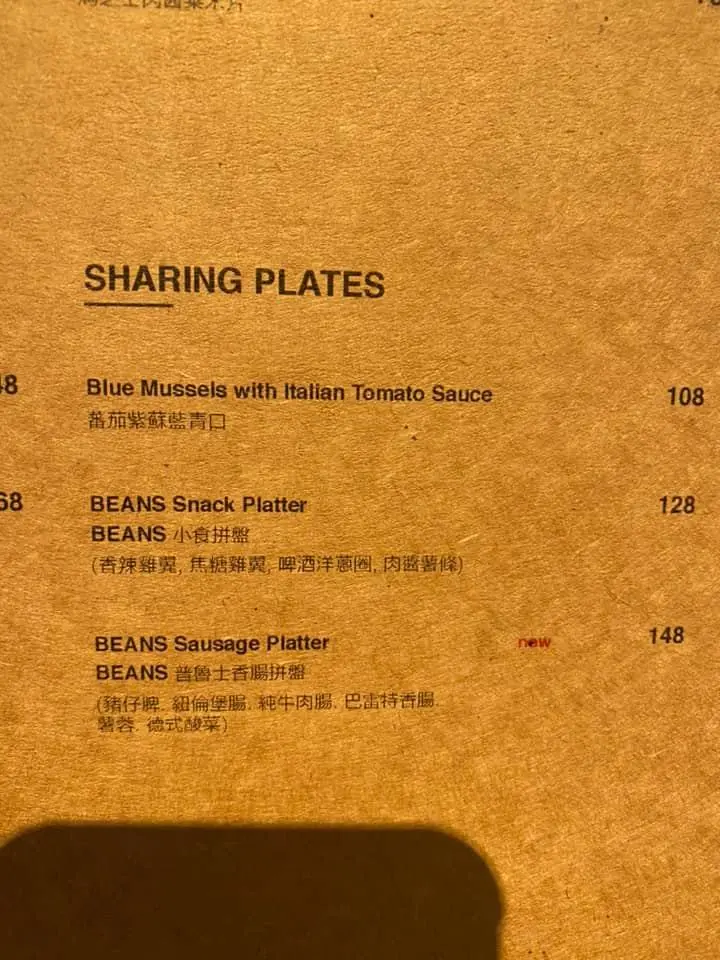 SHARING PLATES
48 Blue Mussels with Italian Tomato Sauce 108
蕃茄紫蘇藍青口
68 BEANS Snack Platter 128
BEANS 小食拼盤
(香辣雞翼, 焦糖雞翼, 啤酒洋蔥圈, 肉醬薯條)
BEANS Sausage Platter new 148
BEANS 普魯士香腸拼盤
(豬仔脾. 紐倫堡腸. 純牛肉腸. 巴雷特香腸.
薯蓉. 德式酸菜)